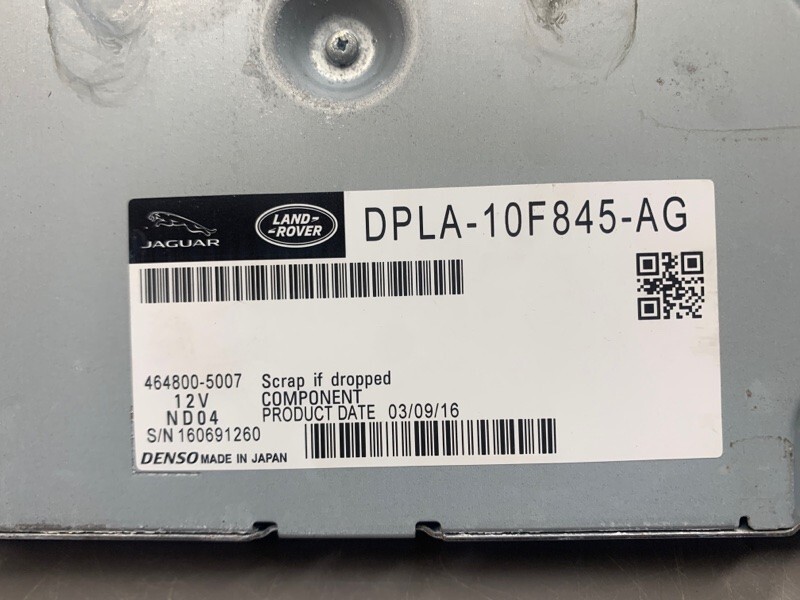 JAGUAR
LAND-
-ROVER
DPLA-10F845-AG
464800-5007 Scrap if dropped
12V COMPONENT
ND04 PRODUCT DATE 03/09/16
S/N 160691260
DENSO MADE IN JAPAN